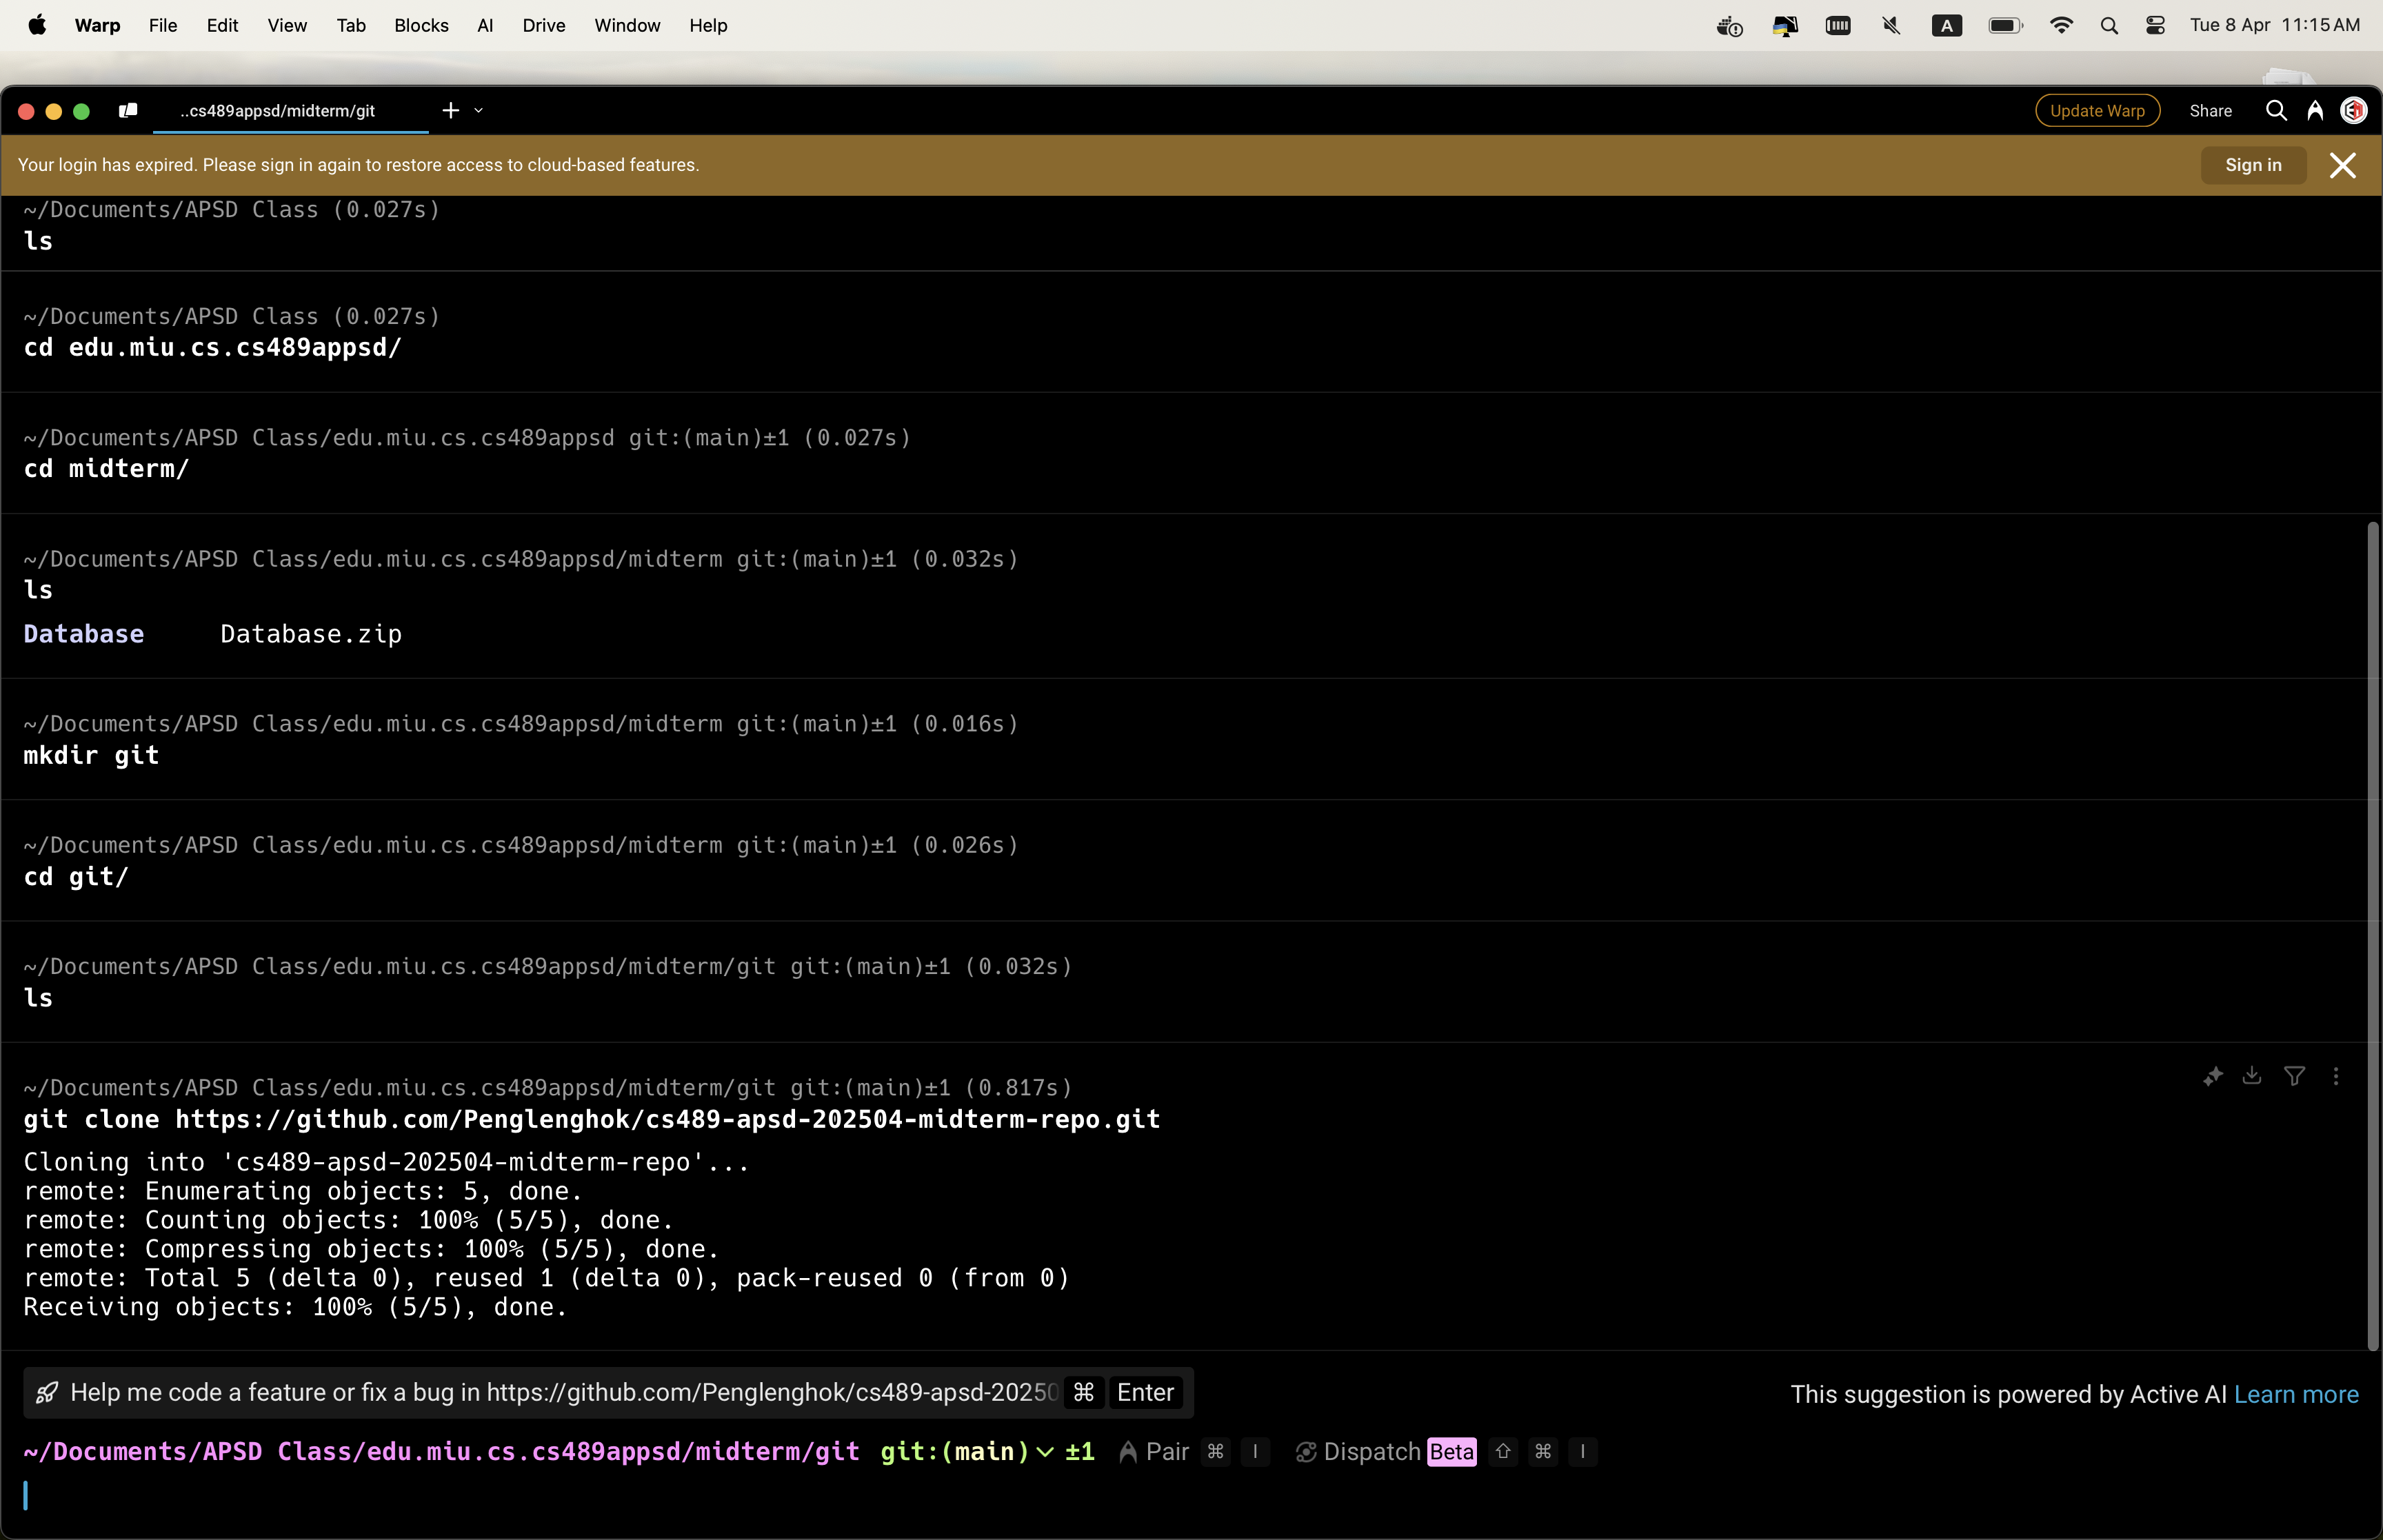 Warp File Edit View Tab Blocks AI Drive Window Help
A Tue 8 Apr 11:15 AM
..cs489appsd/midterm/git
Update Warp Share
Your login has expired. Please sign in again to restore access to cloud-based features. Sign in
~/Documents/APSD Class (0.027s)
ls
~/Documents/APSD Class (0.027s)
cd edu.miu.cs.cs489appsd/
~/Documents/APSD Class/edu.miu.cs.cs489appsd git:(main)±1 (0.027s)
cd midterm/
~/Documents/APSD Class/edu.miu.cs.cs489appsd/midterm git:(main)±1 (0.032s)
ls
Database Database.zip
~/Documents/APSD Class/edu.miu.cs.cs489appsd/midterm git:(main)±1 (0.016s)
mkdir git
~/Documents/APSD Class/edu.miu.cs.cs489appsd/midterm git:(main)±1 (0.026s)
cd git/
~/Documents/APSD Class/edu.miu.cs.cs489appsd/midterm/git git:(main)±1 (0.032s)
ls
~/Documents/APSD Class/edu.miu.cs.cs489appsd/midterm/git git:(main)±1 (0.817s)
git clone https://github.com/Penglenghok/cs489-apsd-202504-midterm-repo.git
Cloning into 'cs489-apsd-202504-midterm-repo'...
remote: Enumerating objects: 5, done.
remote: Counting objects: 100% (5/5), done.
remote: Compressing objects: 100% (5/5), done.
remote: Total 5 (delta 0), reused 1 (delta 0), pack-reused 0 (from 0)
Receiving objects: 100% (5/5), done.
Help me code a feature or fix a bug in https://github.com/Penglenghok/cs489-apsd-20250 ⌘ Enter
This suggestion is powered by Active AI Learn more
~/Documents/APSD Class/edu.miu.cs.cs489appsd/midterm/git git:(main) ±1 Pair ⌘ I Dispatch Beta ⇧ ⌘ I